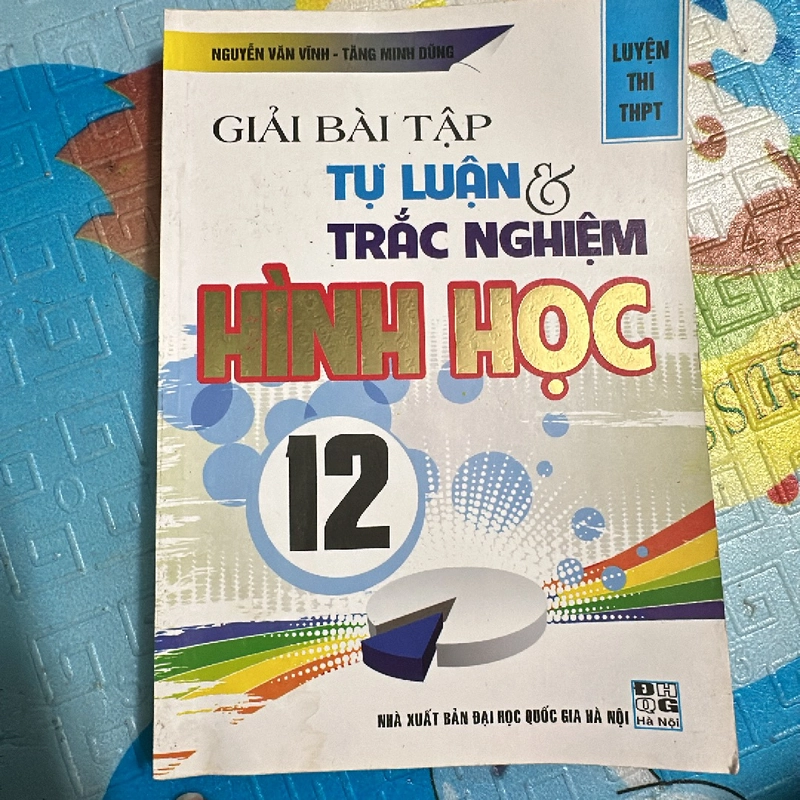 NGUYỄN VĂN VĨNH - TĂNG MINH DŨNG
LUYỆN
THI
THPT
GIẢI BÀI TẬP
TỰ LUẬN &
TRẮC NGHIỆM
HÌNH HỌC
12
NHÀ XUẤT BẢN ĐẠI HỌC QUỐC GIA HÀ NỘI
ĐH
QG
Hà Nội